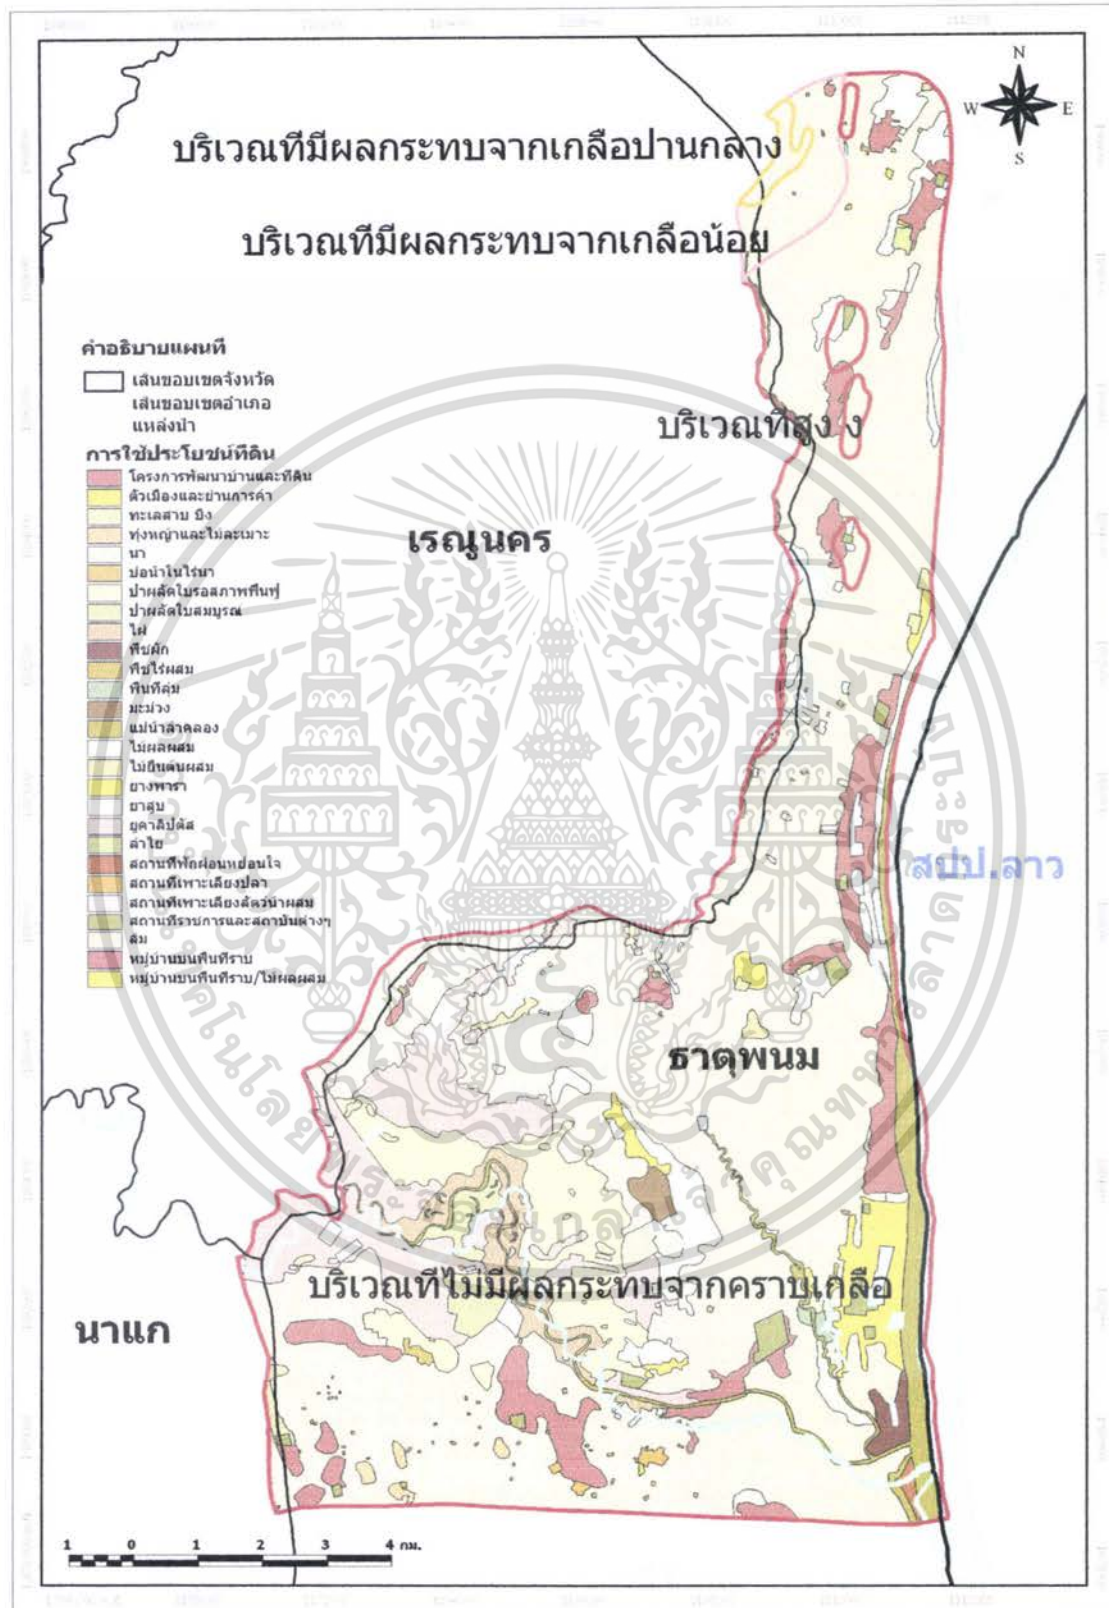 N
W E
S
บริเวณที่มีผลกระทบจากเกลือปานกลาง
บริเวณที่มีผลกระทบจากเกลือน้อย
คำอธิบายแผนที่
เส้นขอบเขตจังหวัด
เส้นขอบเขตอำเภอ
แหล่งน้ำ
การใช้ประโยชน์ที่ดิน
โครงการพัฒนาบ้านและที่ดิน
ตัวเมืองและย่านการค้า
ทะเลสาบ บึง
ทุ่งหญ้าและไม้ละเมาะ
นา
บ่อน้ำในไร่นา
ป่าผลัดใบรอสภาพฟื้นฟู
ป่าผลัดใบสมบูรณ์
ไผ่
พืชผัก
พืชไร่ผสม
พื้นที่ลุ่ม
มะม่วง
แม่น้ำลำคลอง
ไม้ผลผสม
ไม้ยืนต้นผสม
ยางพารา
ยาสูบ
ยูคาลิปตัส
ลำไย
สถานที่พักผ่อนหย่อนใจ
สถานที่เพาะเลี้ยงปลา
สถานที่เพาะเลี้ยงสัตว์น้ำผสม
สถานที่ราชการและสถาบันต่างๆ
ส้ม
หมู่บ้านบนพื้นที่ราบ
หมู่บ้านบนพื้นที่ราบ/ไม้ผลผสม
บริเวณที่สูง ง
เรณูนคร
สปป.ลาว
ธาตุพนม
บริเวณที่ไม่มีผลกระทบจากคราบเกลือ
นาแก
1 0 1 2 3 4 กม.